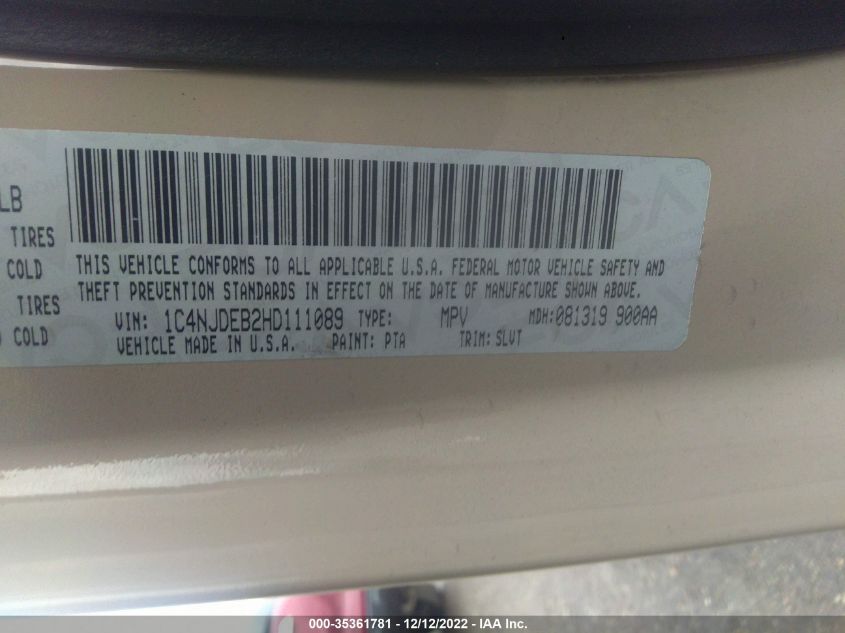 LB
TIRES
COLD
TIRES
COLD
THIS VEHICLE CONFORMS TO ALL APPLICABLE U.S.A. FEDERAL MOTOR VEHICLE SAFETY AND
THEFT PREVENTION STANDARDS IN EFFECT ON THE DATE OF MANUFACTURE SHOWN ABOVE.
VIN: 1C4NJDEB2HD111089 TYPE: MPV MDH:081319 900AA
VEHICLE MADE IN U.S.A. PAINT: PTA TRIM: SLVT
000-35361781 - 12/12/2022 - IAA Inc.